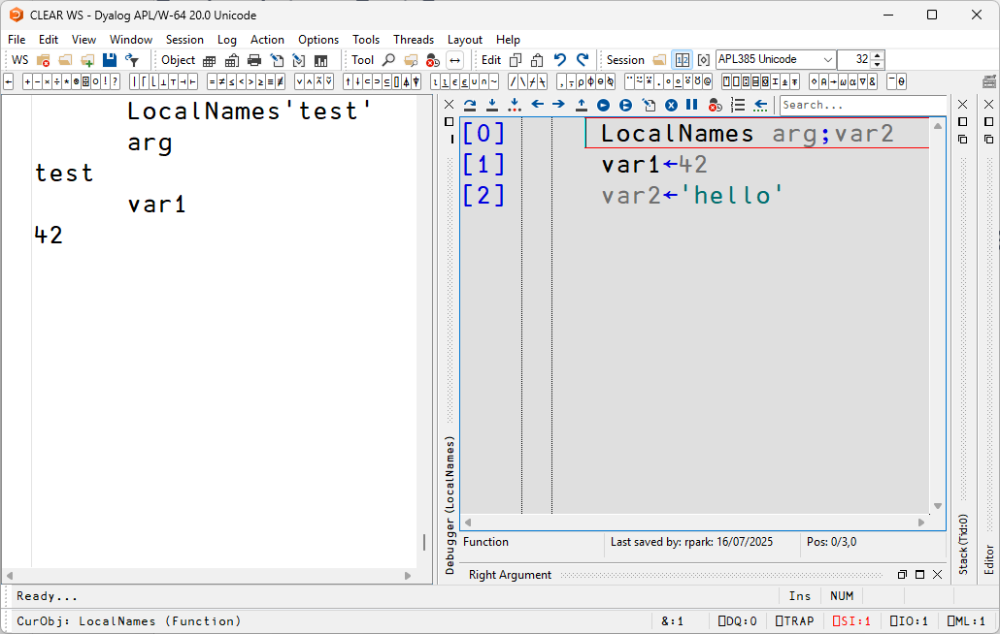 CLEAR WS - Dyalog APL/W-64 20.0 Unicode
File Edit View Window Session Log Action Options Tools Threads Layout Help
WS Object Tool Edit Session APL385 Unicode 32
LocalNames'test'
arg
test
var1
42
Search...
[0] LocalNames arg;var2
[1] var1←42
[2] var2←'hello'
Debugger (LocalNames)
Function Last saved by: rpark: 16/07/2025 Pos: 0/3,0
Right Argument
Stack (Tid:0)
Editor
Ready... Ins NUM
CurObj: LocalNames (Function) &:1 ⎕DQ:0 ⎕TRAP ⎕SI:1 ⎕IO:1 ⎕ML:1